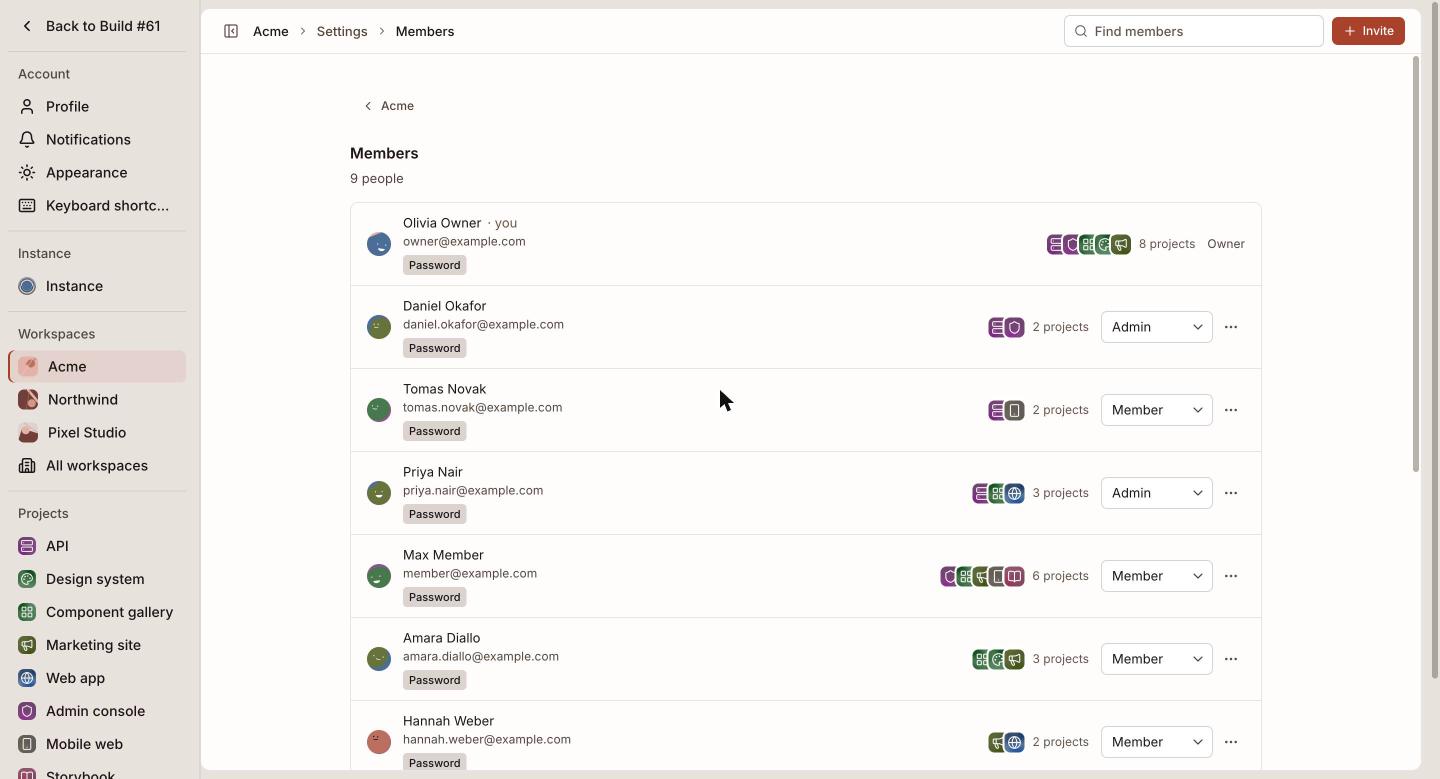 Back to Build #61
Acme
Settings
Members
Find members
Invite
Account
Profile
Notifications
Appearance
Keyboard shortc...
Instance
Instance
Workspaces
Acme
Northwind
Pixel Studio
All workspaces
Projects
API
Design system
Component gallery
Marketing site
Web app
Admin console
Mobile web
Storybook
Acme
Members
9 people
Olivia Owner · you
owner@example.com
Password
8 projects
Owner
Daniel Okafor
daniel.okafor@example.com
Password
2 projects
Admin
Tomas Novak
tomas.novak@example.com
Password
2 projects
Member
Priya Nair
priya.nair@example.com
Password
3 projects
Admin
Max Member
member@example.com
Password
6 projects
Member
Amara Diallo
amara.diallo@example.com
Password
3 projects
Member
Hannah Weber
hannah.weber@example.com
Password
2 projects
Member